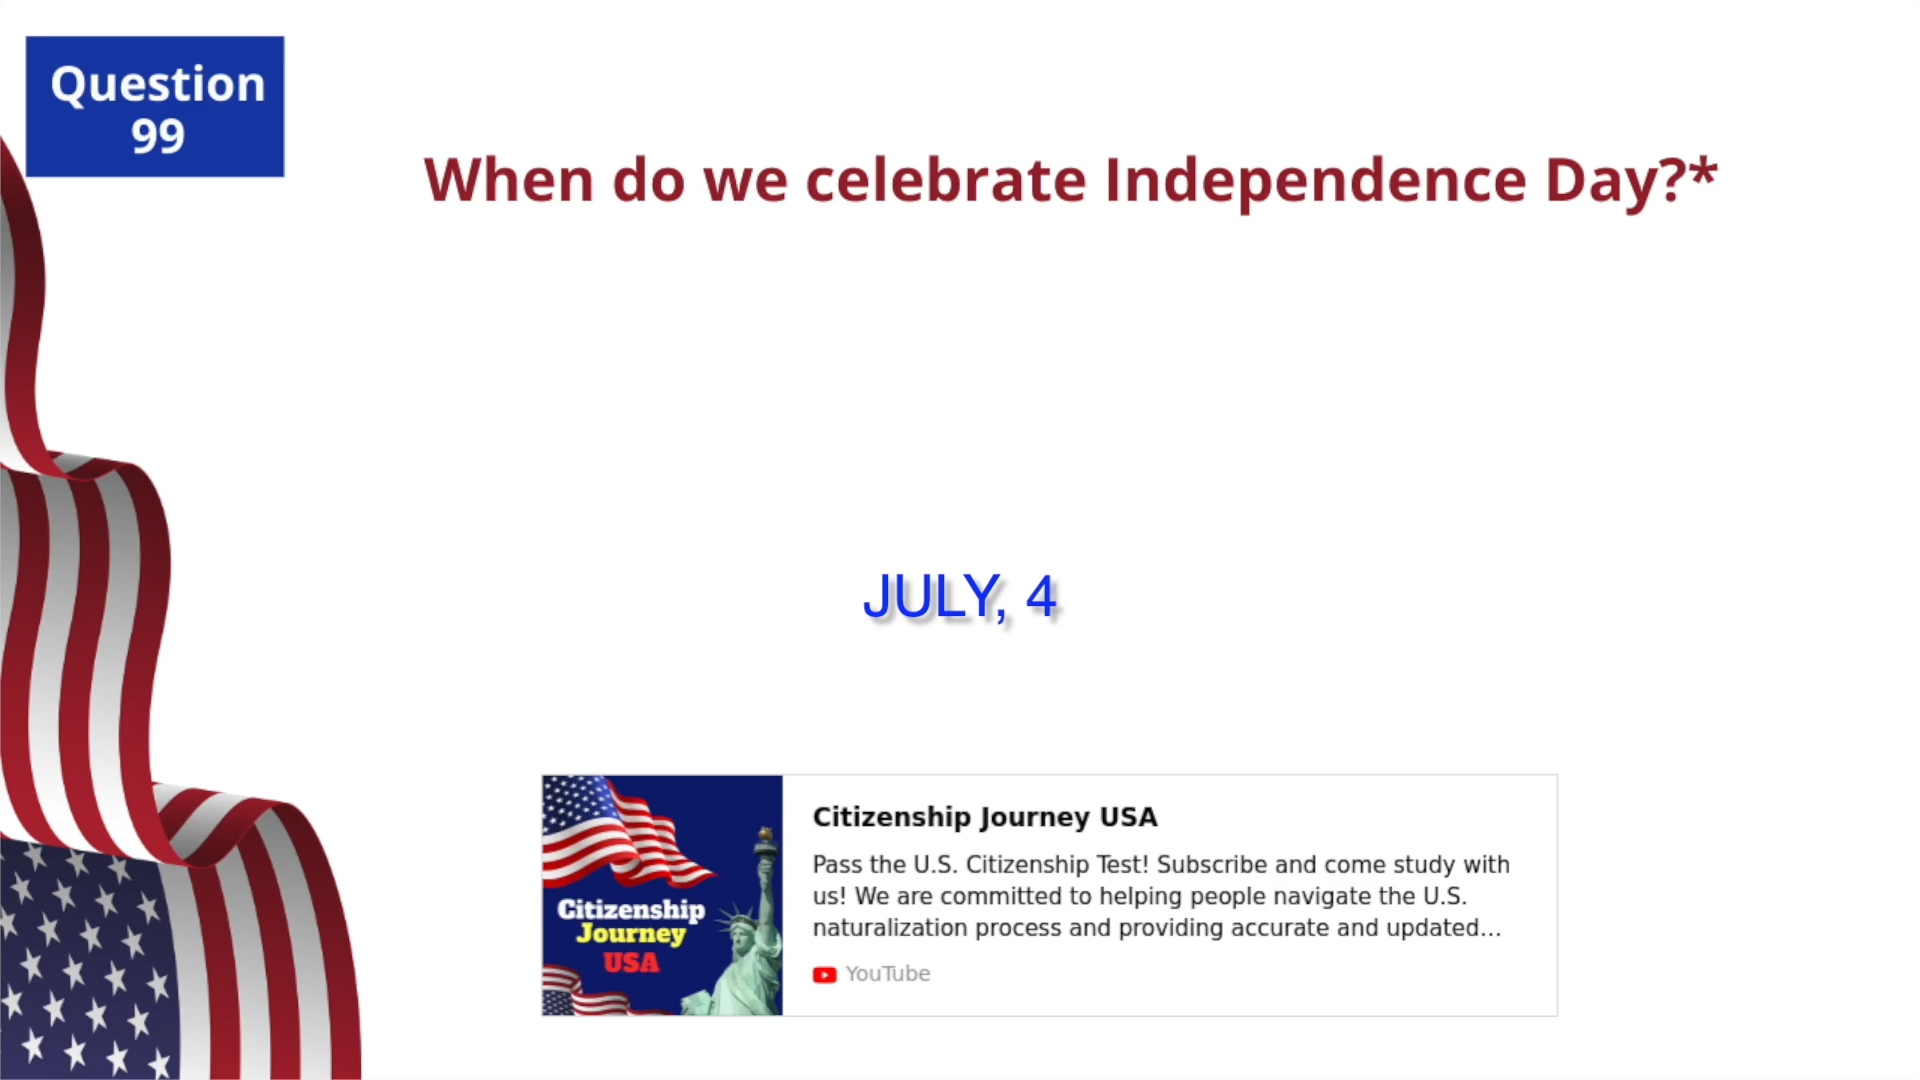 Question
99
When do we celebrate Independence Day?*
JULY, 4
Citizenship
Journey
USA
Citizenship Journey USA
Pass the U.S. Citizenship Test! Subscribe and come study with
us! We are committed to helping people navigate the U.S.
naturalization process and providing accurate and updated...
YouTube